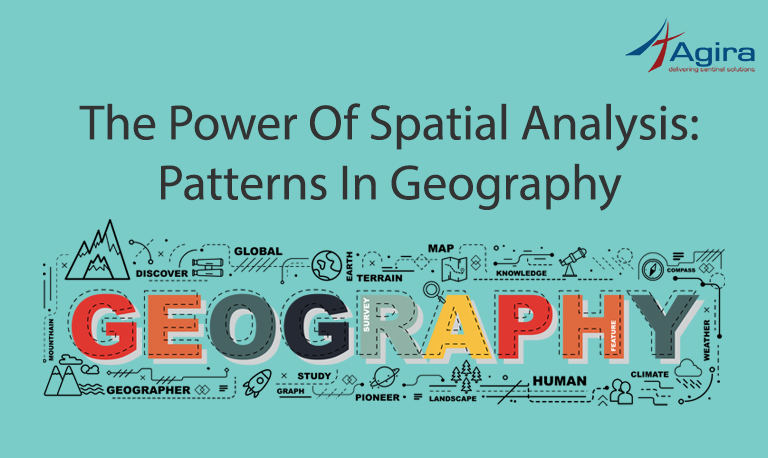 Agira
delivering sentinel solutions
The Power Of Spatial Analysis:
Patterns In Geography
DISCOVER
GLOBAL
EARTH
TERRAIN
MAP
KNOWLEDGE
COMPASS
GEOGRAPHY
SURVEY
FEATURE
MOUNTHAIN
WEATHER
GEOGRAPHER
STUDY
GRAPH
PIONEER
LANDSCAPE
HUMAN
CLIMATE